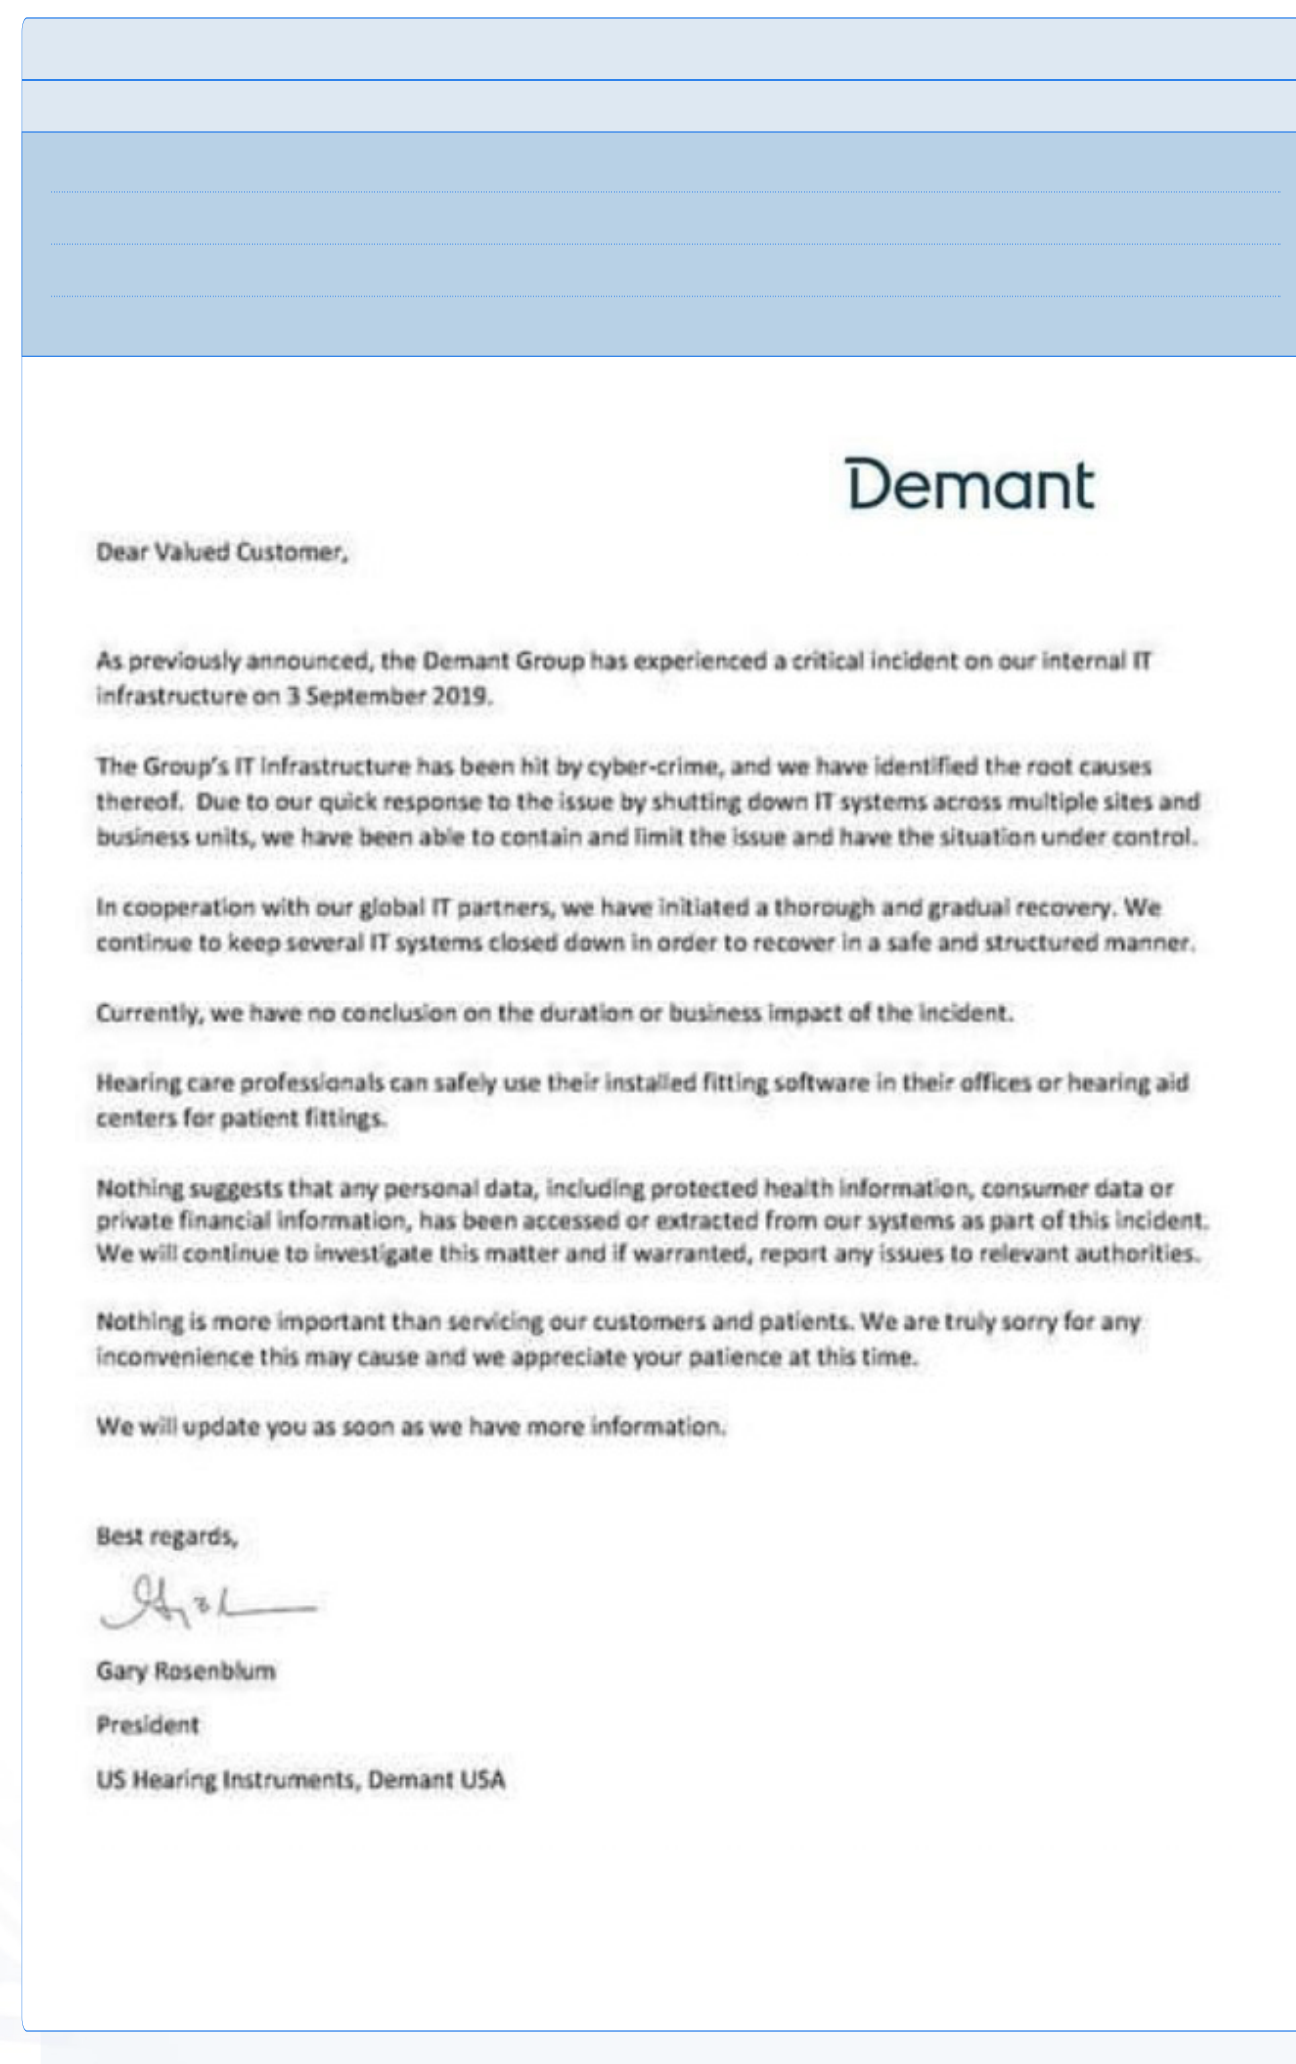 Demant
Dear Valued Customer,
As previously announced, the Demant Group has experienced a critical incident on our internal IT
infrastructure on 3 September 2019.
The Group's IT infrastructure has been hit by cyber-crime, and we have identified the root causes
thereof.  Due to our quick response to the issue by shutting down IT systems across multiple sites and
business units, we have been able to contain and limit the issue and have the situation under control.
In cooperation with our global IT partners, we have initiated a thorough and gradual recovery. We
continue to keep several IT systems closed down in order to recover in a safe and structured manner.
Currently, we have no conclusion on the duration or business impact of the incident.
Hearing care professionals can safely use their installed fitting software in their offices or hearing aid
centers for patient fittings.
Nothing suggests that any personal data, including protected health information, consumer data or
private financial information, has been accessed or extracted from our systems as part of this incident.
We will continue to investigate this matter and if warranted, report any issues to relevant authorities.
Nothing is more important than servicing our customers and patients. We are truly sorry for any
inconvenience this may cause and we appreciate your patience at this time.
We will update you as soon as we have more information.
Best regards,
Gary Rosenblum
President
US Hearing Instruments, Demant USA